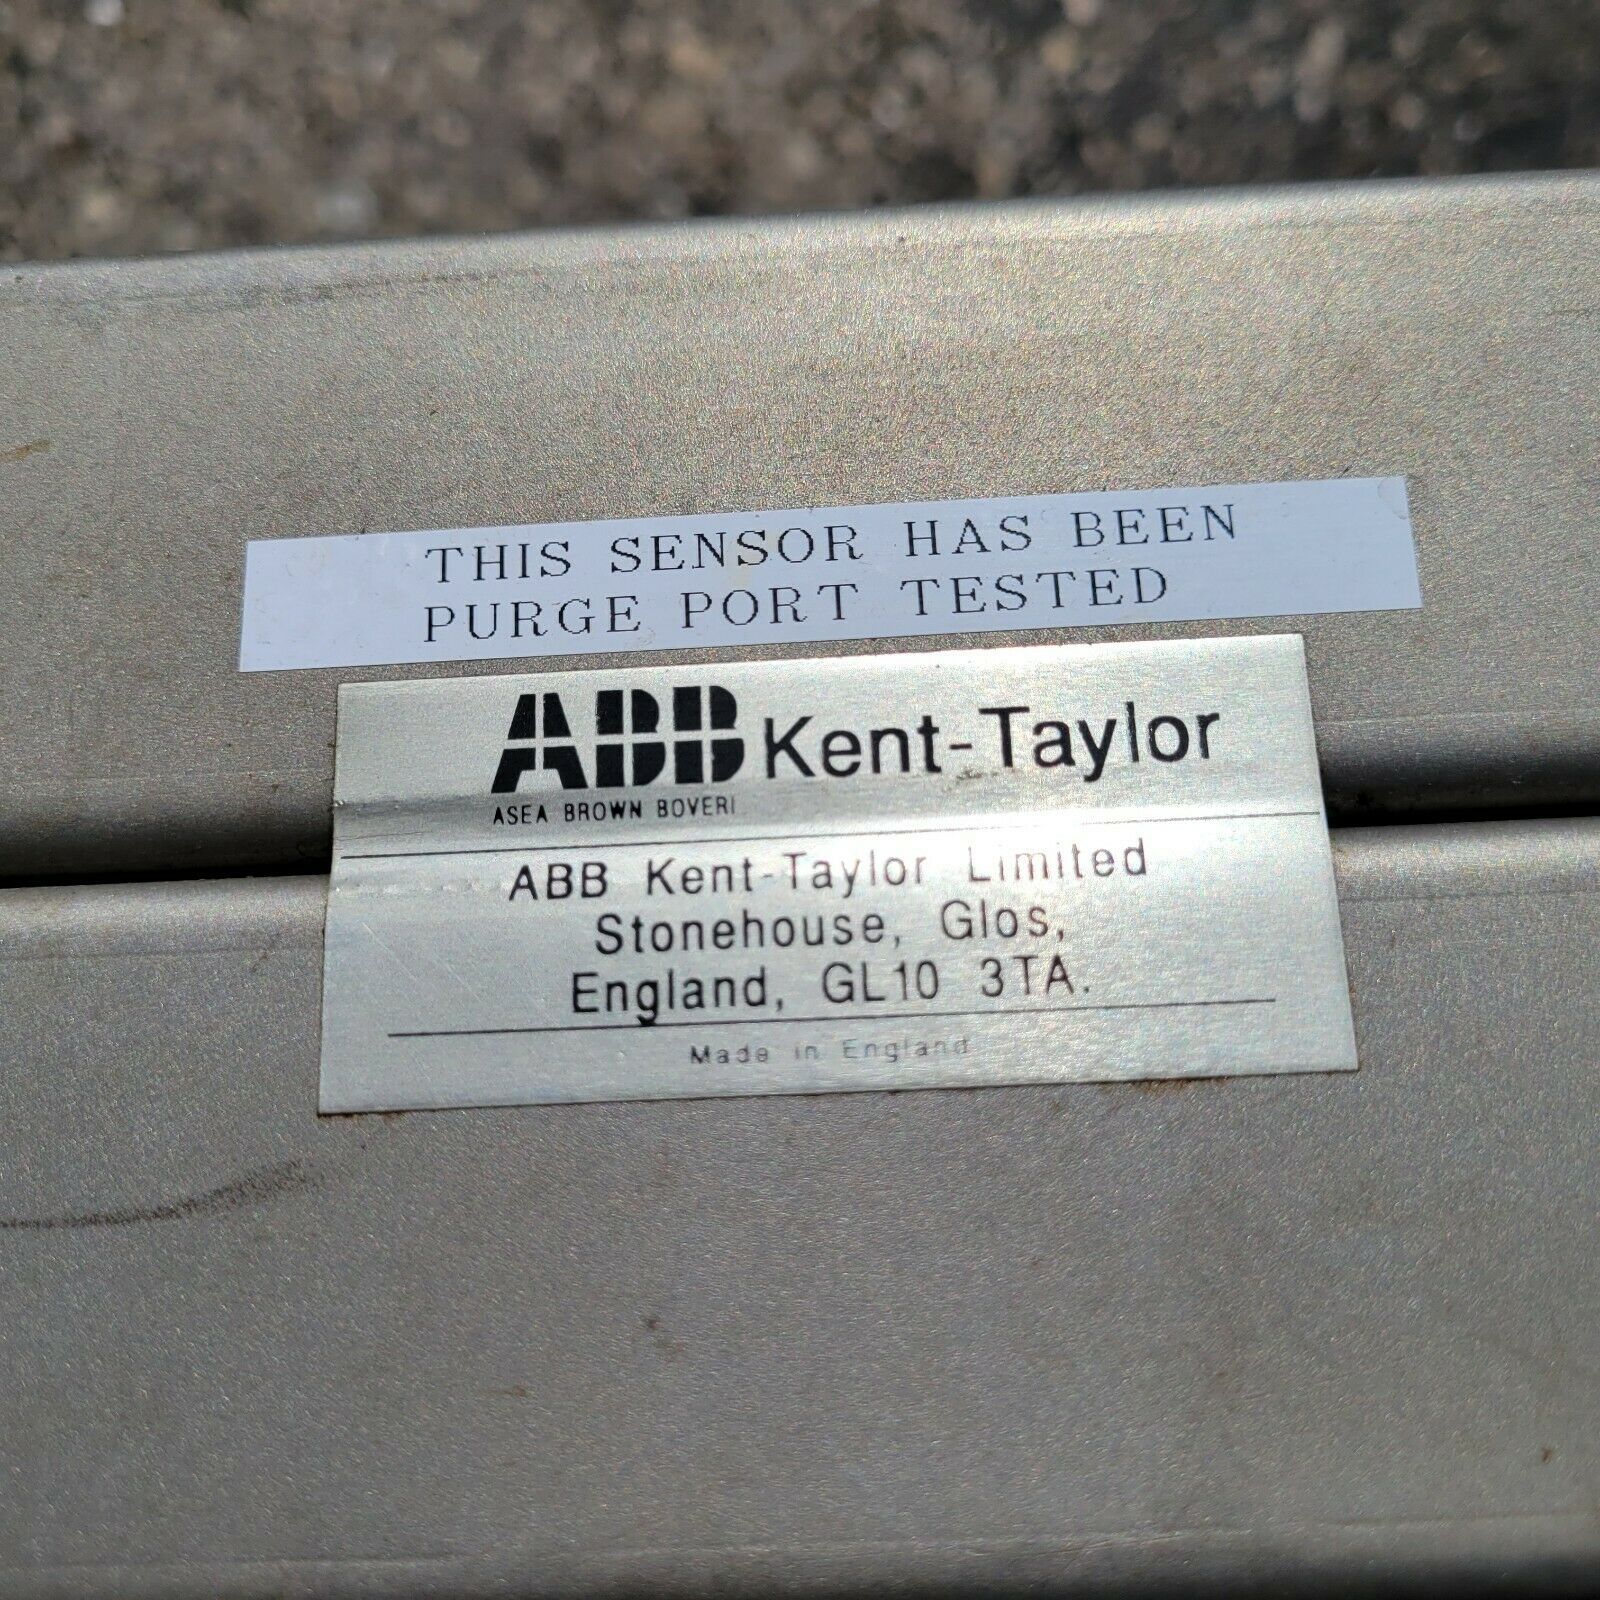 THIS SENSOR HAS BEEN
PURGE PORT TESTED
ABB Kent-Taylor
ASEA BROWN BOVERI
ABB Kent-Taylor Limited
Stonehouse, Glos,
England, GL10 3TA.
Made in England